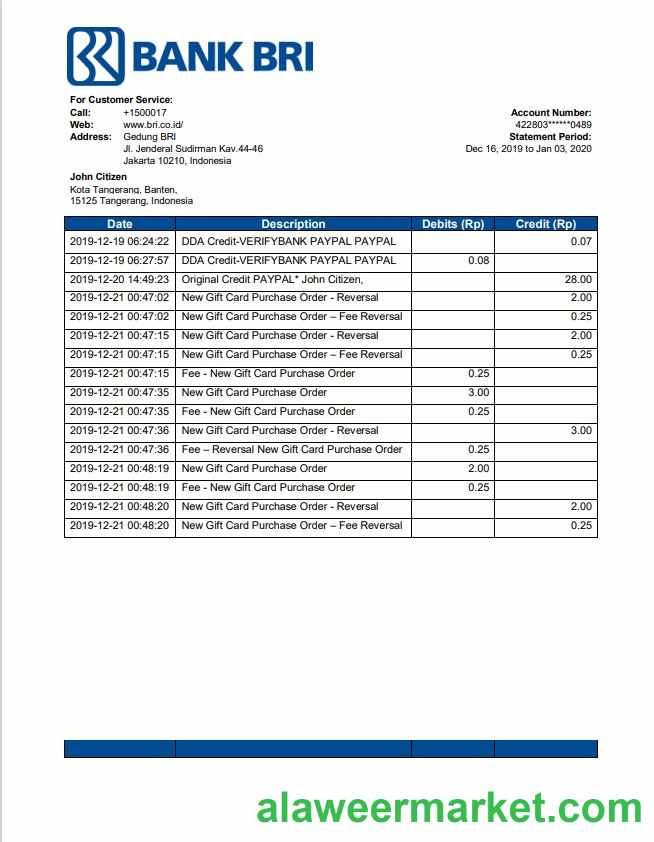 BANK BRI
For Customer Service:
Call: +1500017
Web: www.bri.co.id/
Address: Gedung BRI
Jl. Jenderal Sudirman Kav.44-46
Jakarta 10210, Indonesia
Account Number:
422803******0489
Statement Period:
Dec 16, 2019 to Jan 03, 2020
John Citizen
Kota Tangerang, Banten,
15125 Tangerang, Indonesia
Date Description Debits (Rp) Credit (Rp)
2019-12-19 06:24:22 DDA Credit-VERIFYBANK PAYPAL PAYPAL 0.07
2019-12-19 06:27:57 DDA Credit-VERIFYBANK PAYPAL PAYPAL 0.08
2019-12-20 14:49:23 Original Credit PAYPAL* John Citizen, 28.00
2019-12-21 00:47:02 New Gift Card Purchase Order - Reversal 2.00
2019-12-21 00:47:02 New Gift Card Purchase Order – Fee Reversal 0.25
2019-12-21 00:47:15 New Gift Card Purchase Order - Reversal 2.00
2019-12-21 00:47:15 New Gift Card Purchase Order – Fee Reversal 0.25
2019-12-21 00:47:15 Fee - New Gift Card Purchase Order 0.25
2019-12-21 00:47:35 New Gift Card Purchase Order 3.00
2019-12-21 00:47:35 Fee - New Gift Card Purchase Order 0.25
2019-12-21 00:47:36 New Gift Card Purchase Order - Reversal 3.00
2019-12-21 00:47:36 Fee – Reversal New Gift Card Purchase Order 0.25
2019-12-21 00:48:19 New Gift Card Purchase Order 2.00
2019-12-21 00:48:19 Fee - New Gift Card Purchase Order 0.25
2019-12-21 00:48:20 New Gift Card Purchase Order - Reversal 2.00
2019-12-21 00:48:20 New Gift Card Purchase Order – Fee Reversal 0.25
alaweermarket.com